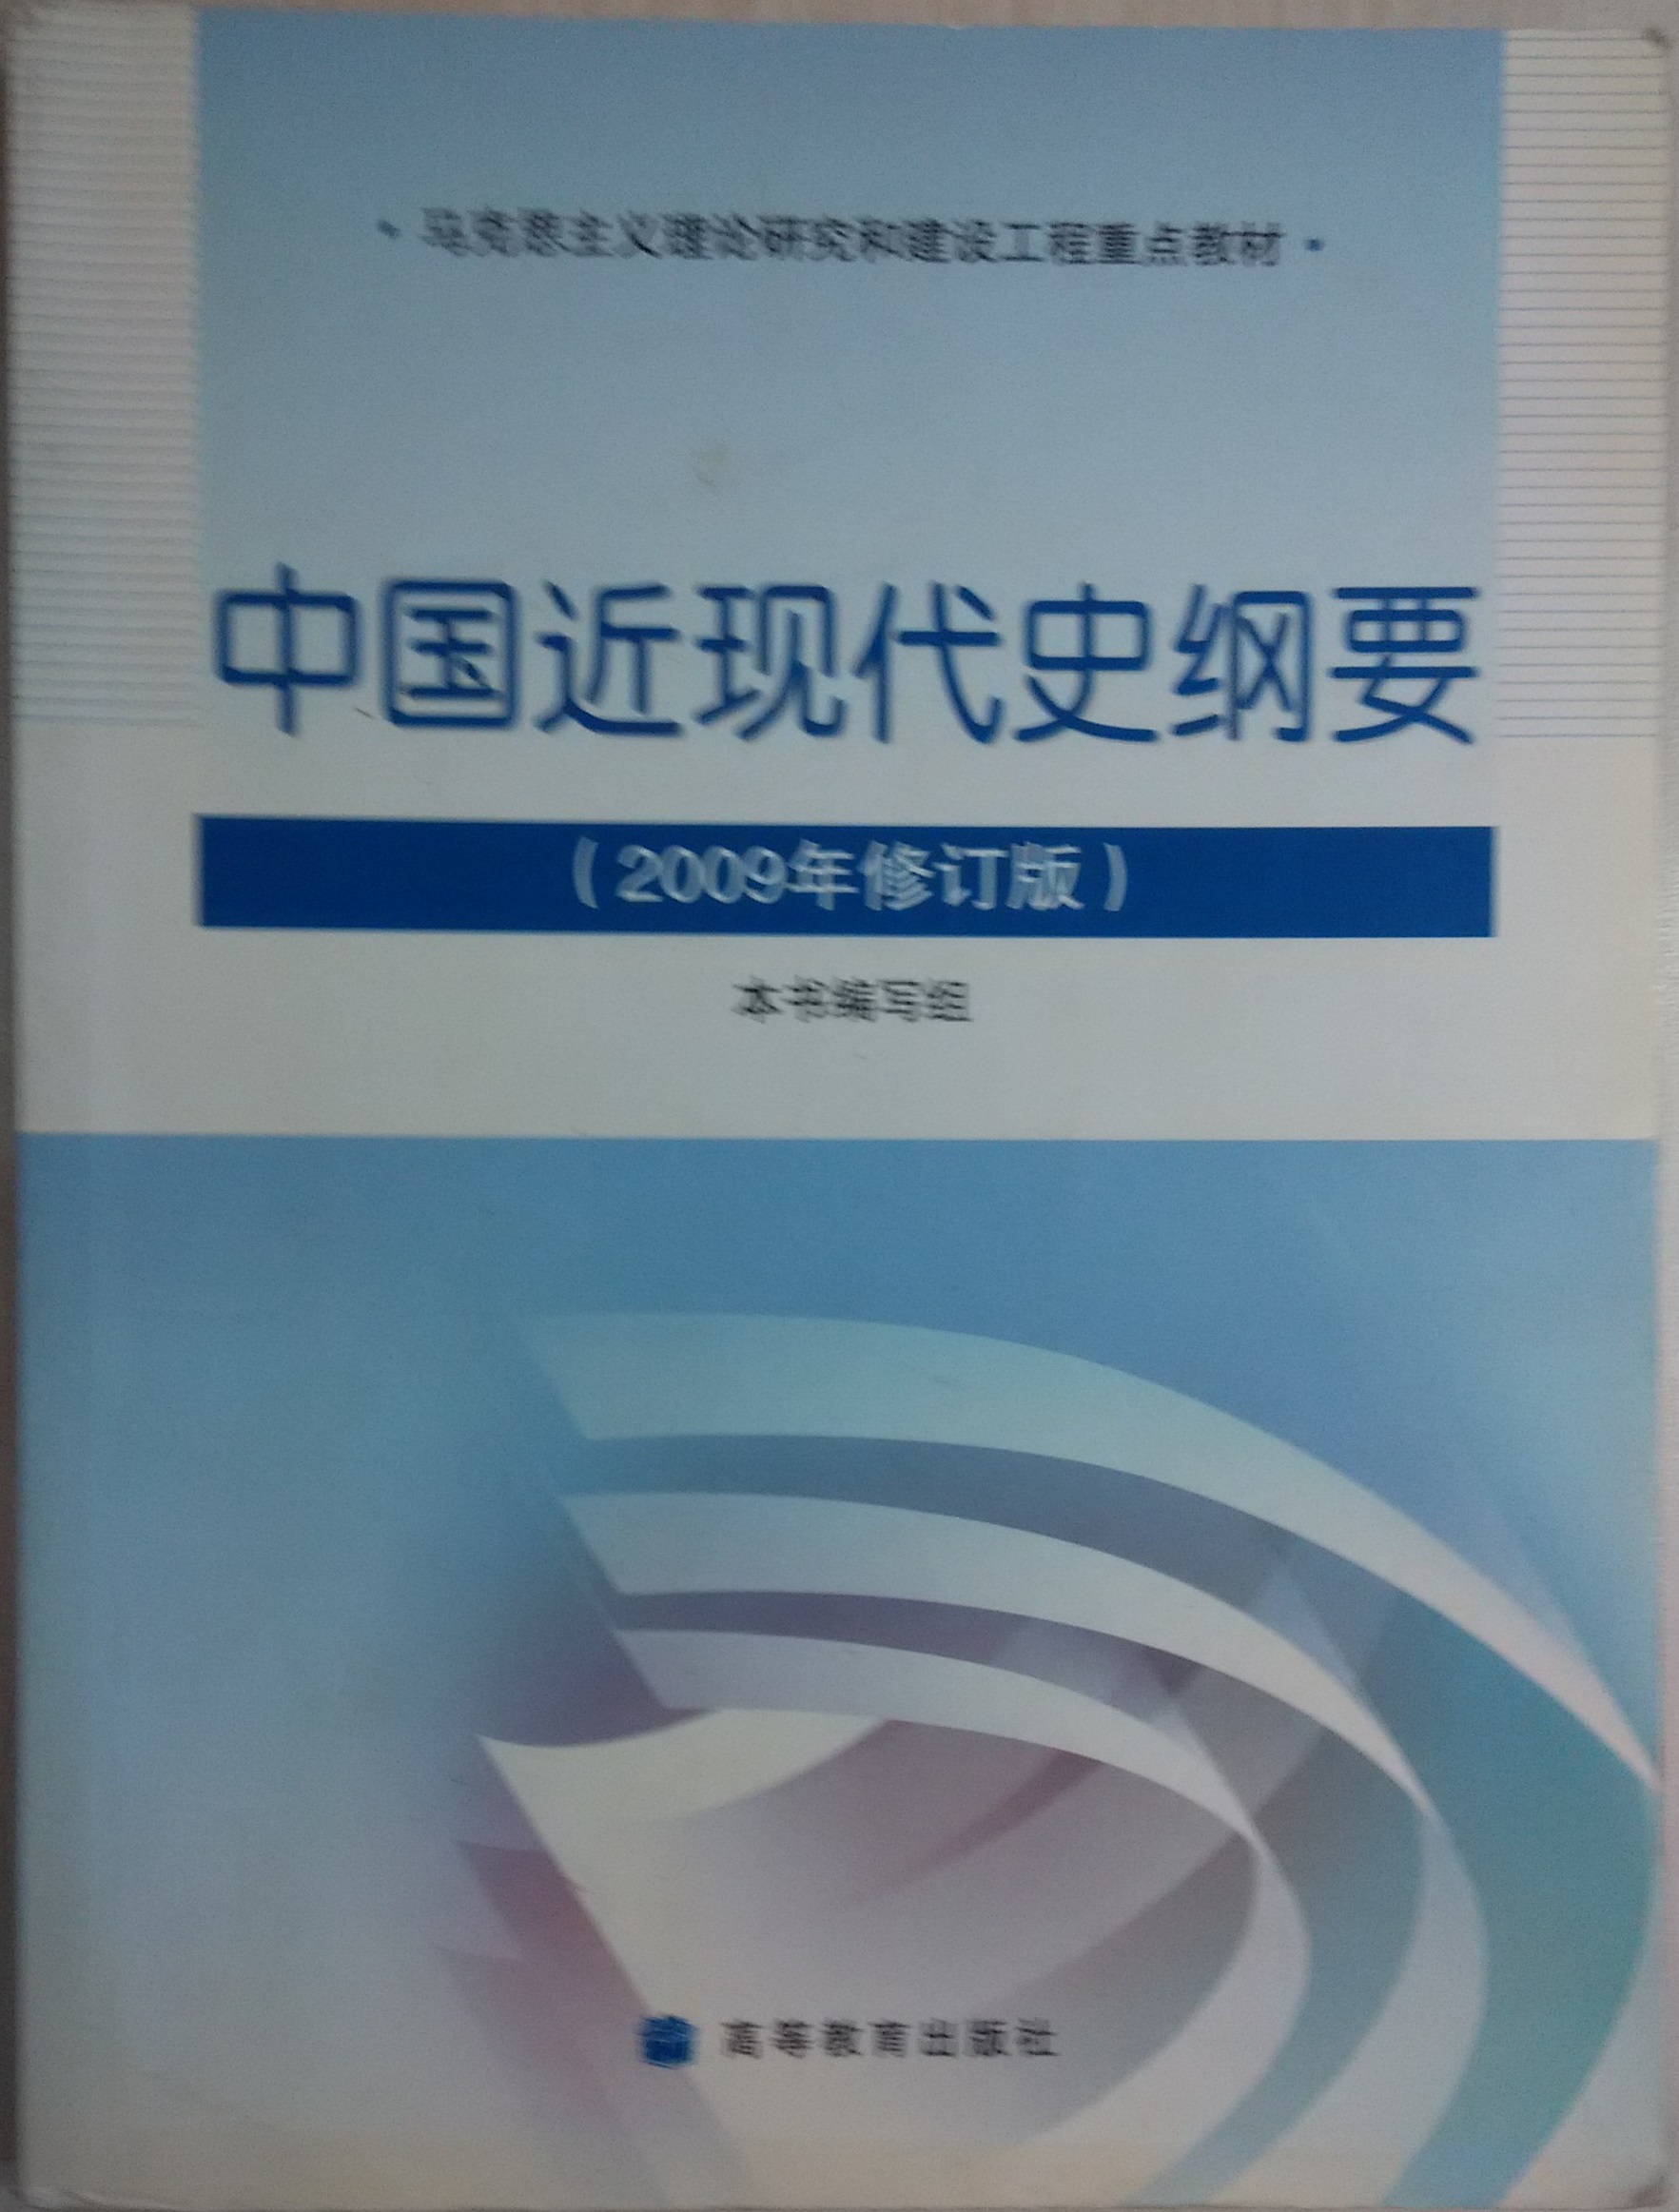 ·马克思主义理论研究和建设工程重点教材·
中国近现代史纲要
(2009年修订版)
本书编写组
高等教育出版社